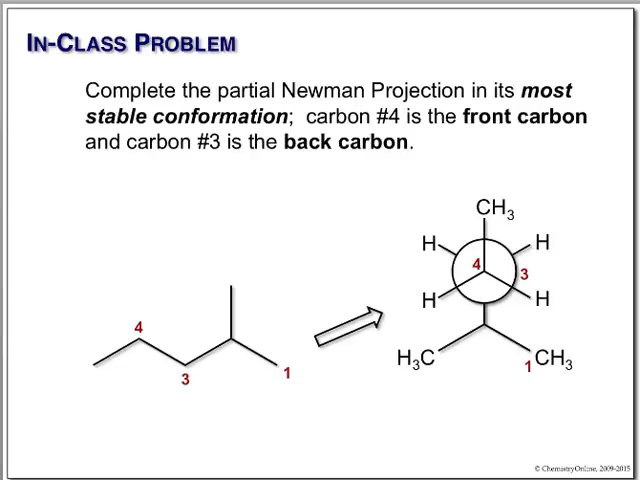 IN-CLASS PROBLEM
Complete the partial Newman Projection in its most
stable conformation; carbon #4 is the front carbon
and carbon #3 is the back carbon.
CH3
H H
4 3
H H
4
3
1
H3C 1 CH3
© ChemistryOnline, 2009-2015